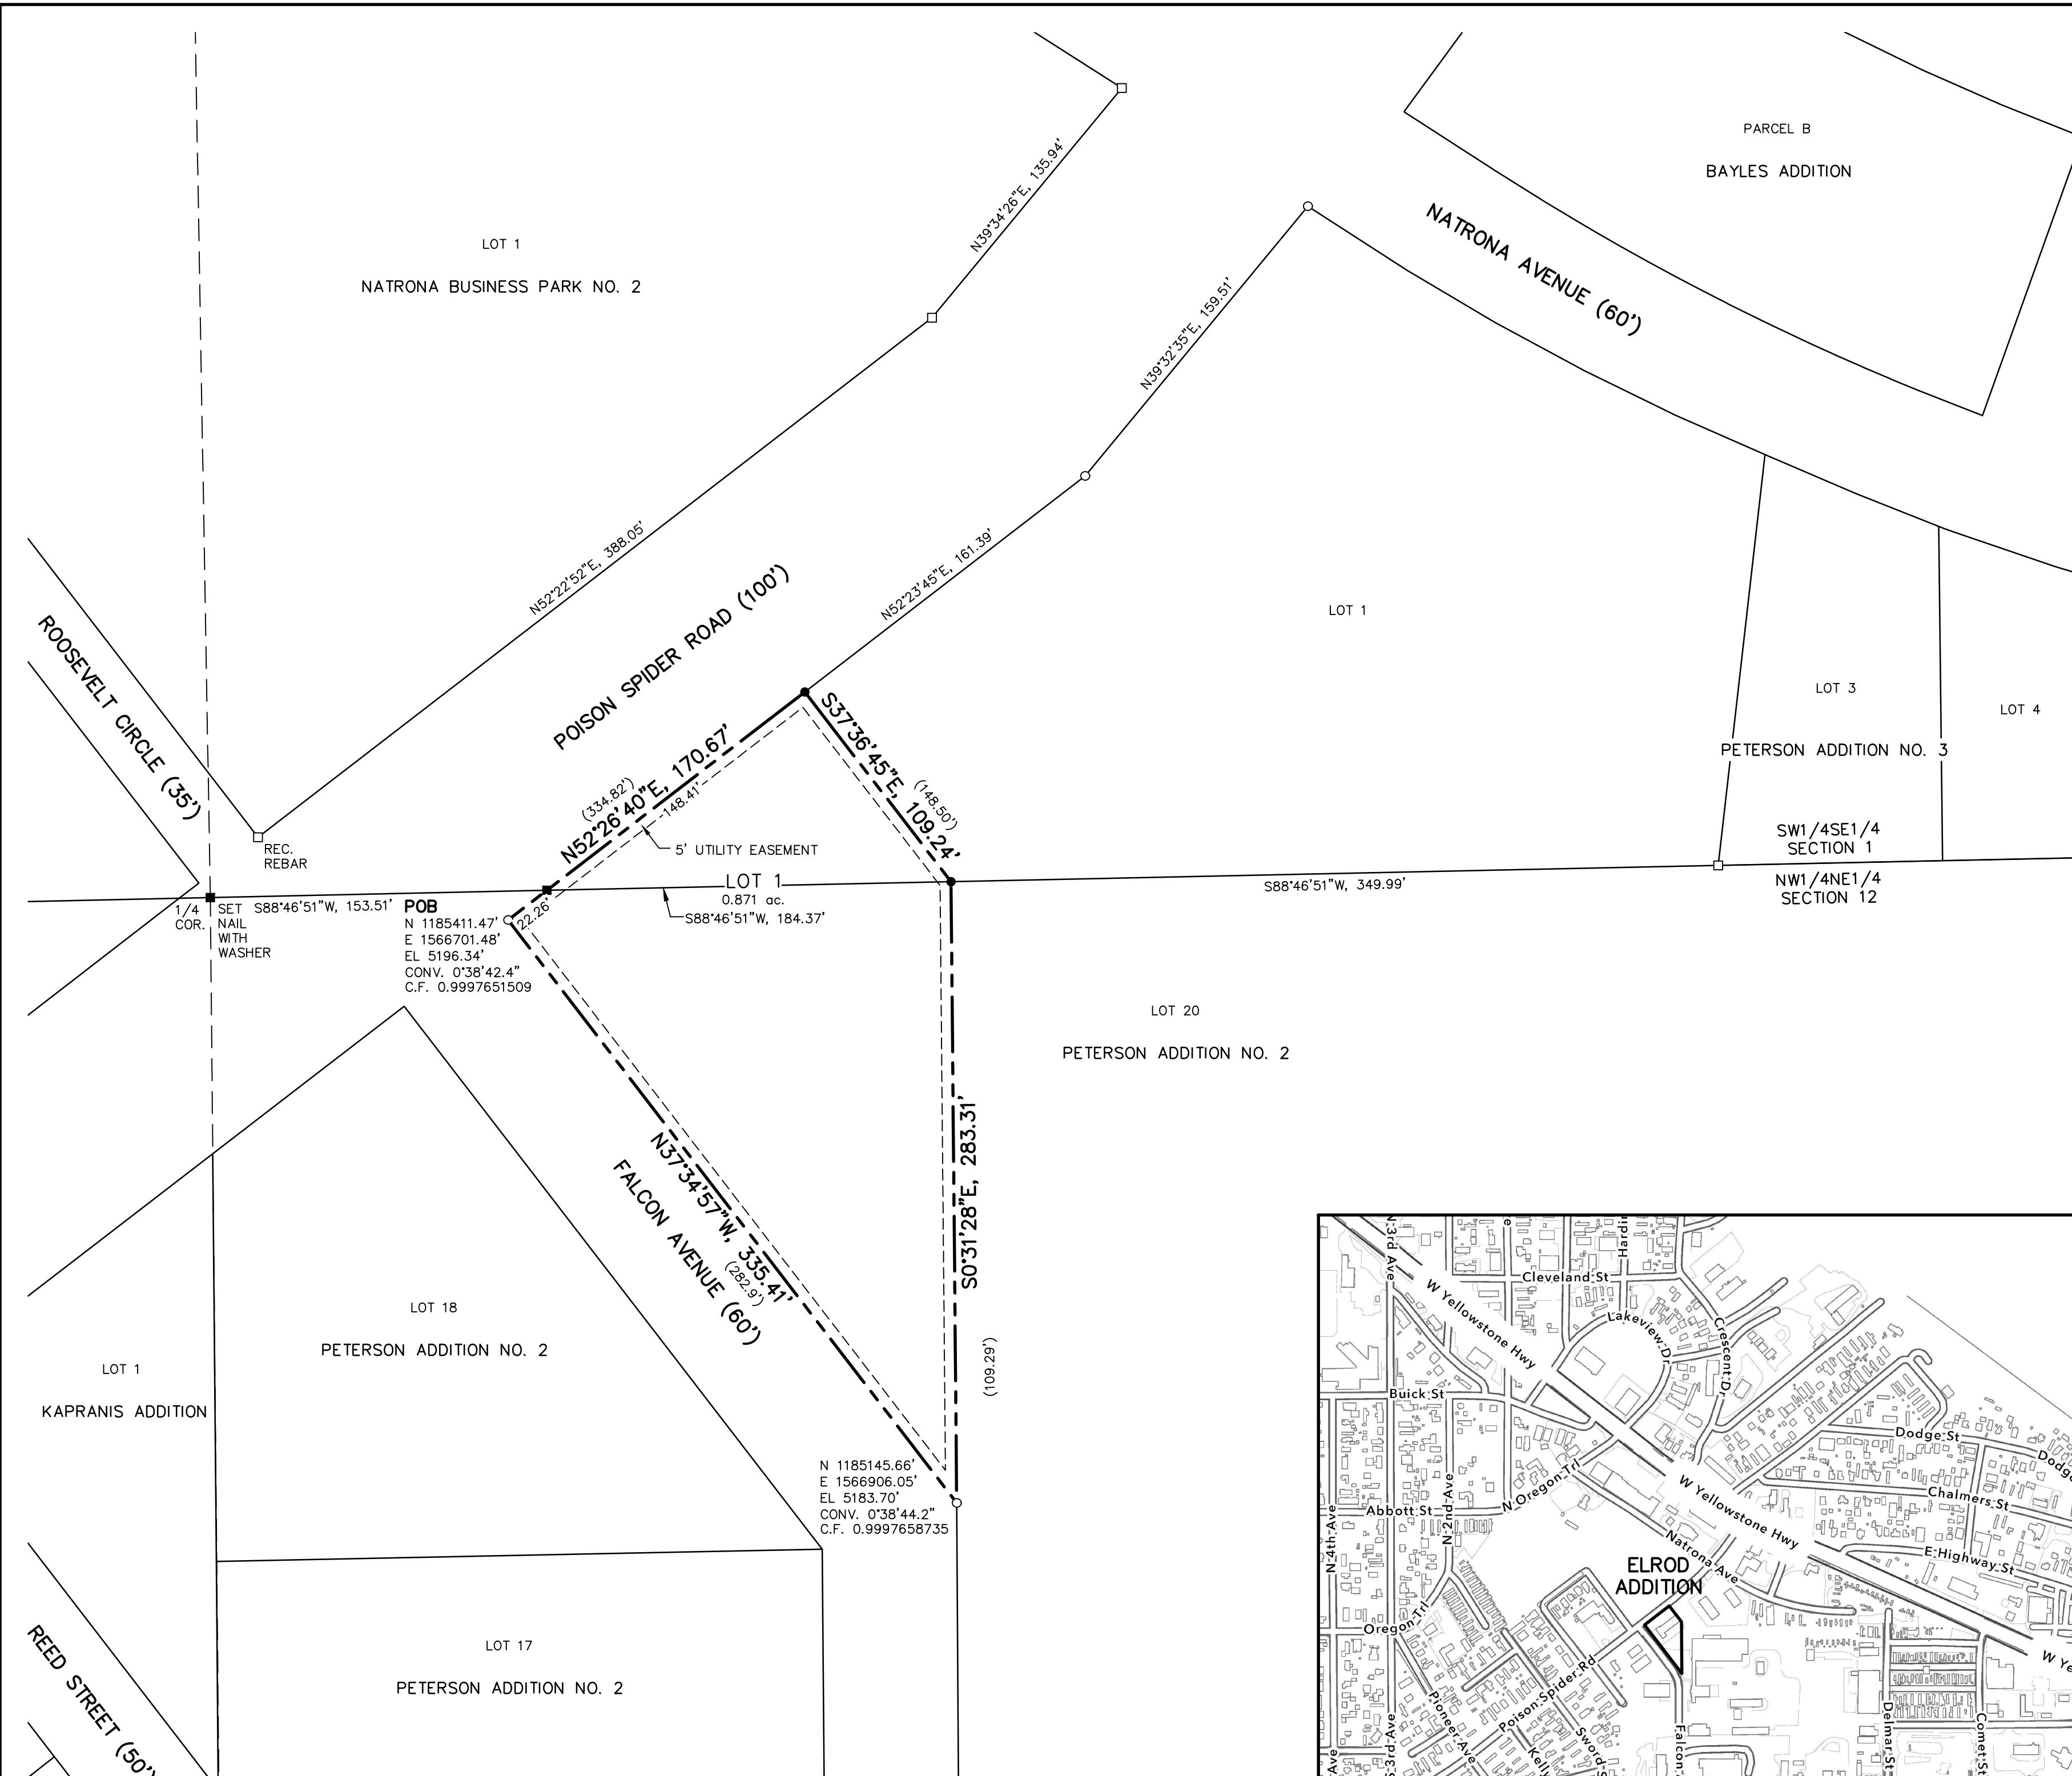 PARCEL B
BAYLES ADDITION
N39°34'26"E, 135.94'
LOT 1
NATRONA BUSINESS PARK NO. 2
NATRONA AVENUE (60')
N39°32'35"E, 159.51'
N52°22'52"E, 388.05'
POISON SPIDER ROAD (100')
N52°23'45"E, 161.39'
LOT 1
ROOSEVELT CIRCLE (35')
LOT 3
LOT 4
PETERSON ADDITION NO. 3
S37°36'45"E, 109.24'
(148.50')
(334.82')
N52°26'40"E, 170.67'
148.41'
5' UTILITY EASEMENT
SW1/4SE1/4
SECTION 1
NW1/4NE1/4
SECTION 12
REC.
REBAR
LOT 1
0.871 ac.
S88°46'51"W, 184.37'
S88°46'51"W, 349.99'
1/4
COR.
SET
NAIL
WITH
WASHER
S88°46'51"W, 153.51'
22.26'
POB
N 1185411.47'
E 1566701.48'
EL 5196.34'
CONV. 0°38'42.4"
C.F. 0.9997651509
LOT 20
PETERSON ADDITION NO. 2
N37°34'57"W, 335.41'
(282.9')
FALCON AVENUE (60')
S0°31'28"E, 283.31'
(109.29')
LOT 18
PETERSON ADDITION NO. 2
LOT 1
KAPRANIS ADDITION
N 1185145.66'
E 1566906.05'
EL 5183.70'
CONV. 0°38'44.2"
C.F. 0.9997658735
LOT 17
PETERSON ADDITION NO. 2
REED STREET (50')
N 3rd Ave
Cleveland St
W Yellowstone Hwy
Lakeview Dr
Crescent Dr
Buick St
Dodge St
Chalmers St
N Oregon Trl
Abbott St
N 2nd Ave
N 4th Ave
W Yellowstone Hwy
Natrona Ave
E Highway St
ELROD
ADDITION
Oregon Trl
Poison Spider Rd
Pioneer Ave
S 3rd Ave
Falcon
Delmar St
Comet St